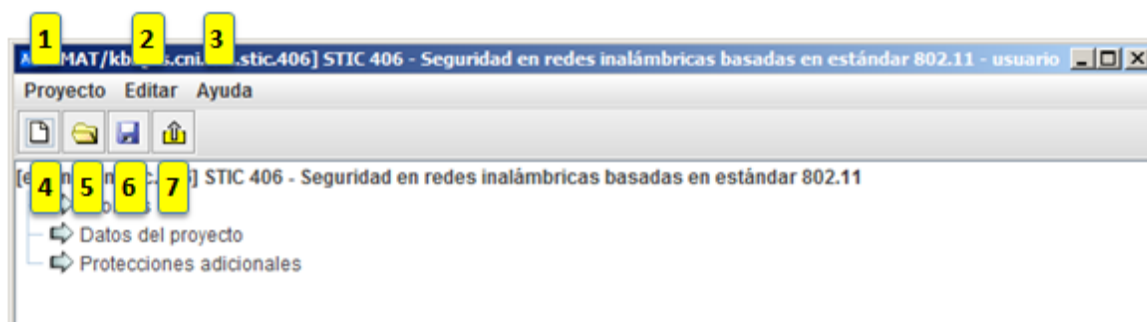 1 2 3
MAT/kb s.cni. .stic.406] STIC 406 - Seguridad en redes inalámbricas basadas en estándar 802.11 - usuario
Proyecto Editar Ayuda
4 5 6 7
STIC 406 - Seguridad en redes inalámbricas basadas en estándar 802.11
Datos del proyecto
Protecciones adicionales